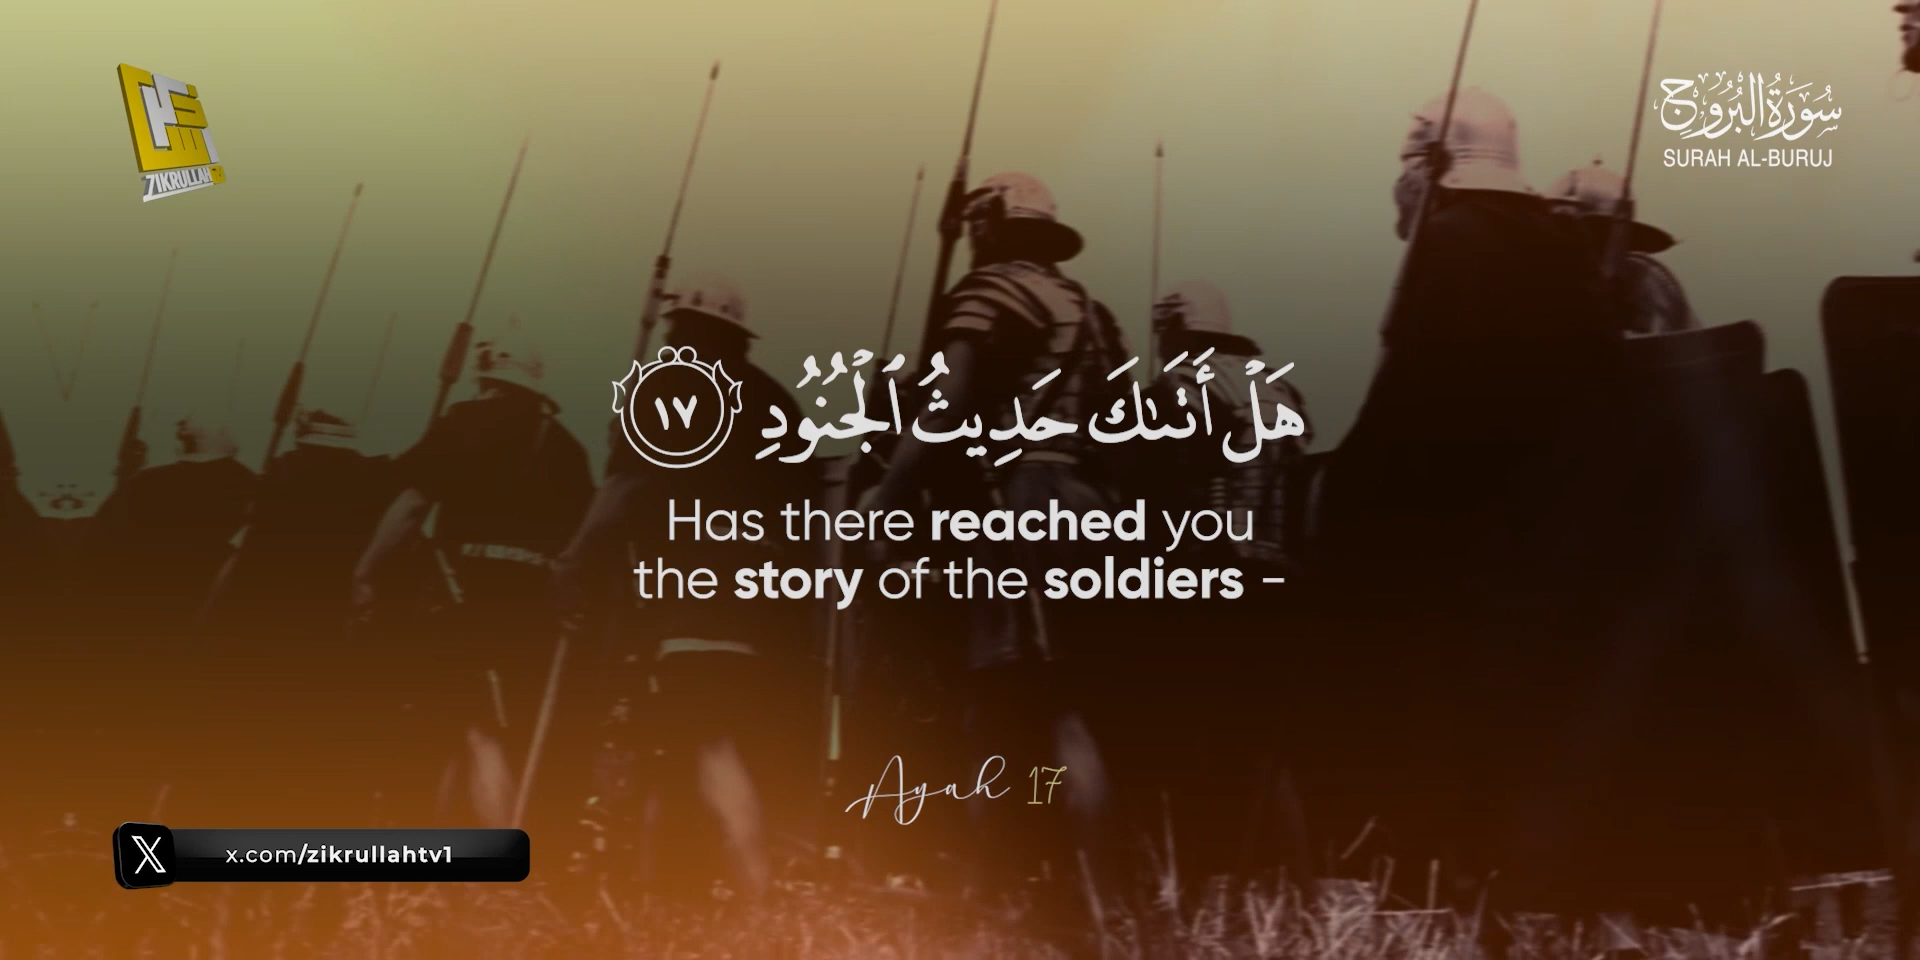 ZIKRULLAH TV
سُورَةُ البُرُوج
SURAH AL-BURUJ
هَلْ أَتَىٰكَ حَدِيثُ ٱلْجُنُودِ ١٧
Has there reached you
the story of the soldiers -
Ayah 17
x.com/zikrullahtv1